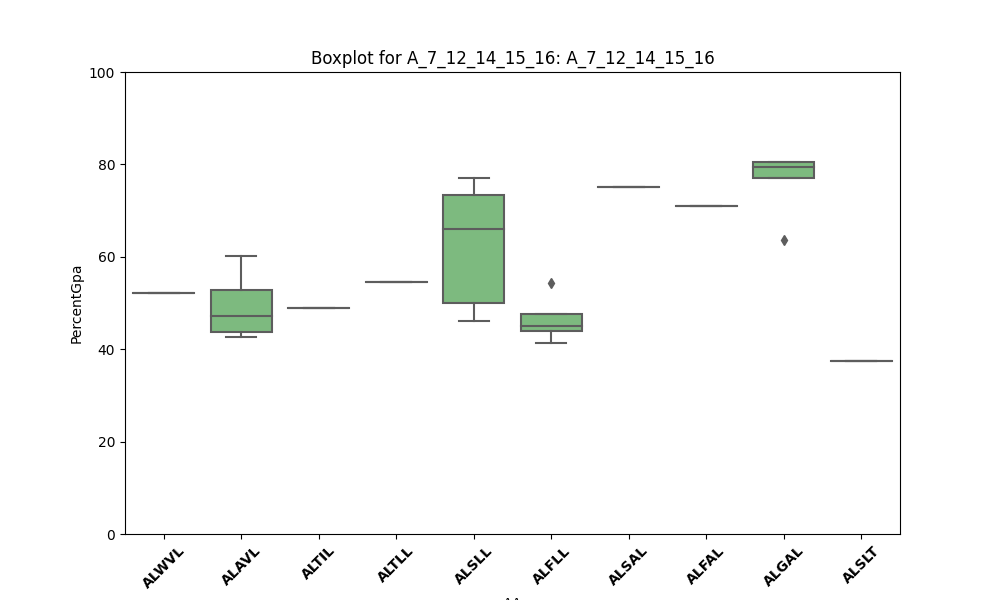 Boxplot for A_7_12_14_15_16: A_7_12_14_15_16
100
80
60
40
20
0
PercentGpa
ALWVL
ALAVL
ALTIL
ALTLL
ALSLL
ALFLL
ALSAL
ALFAL
ALGAL
ALSLT